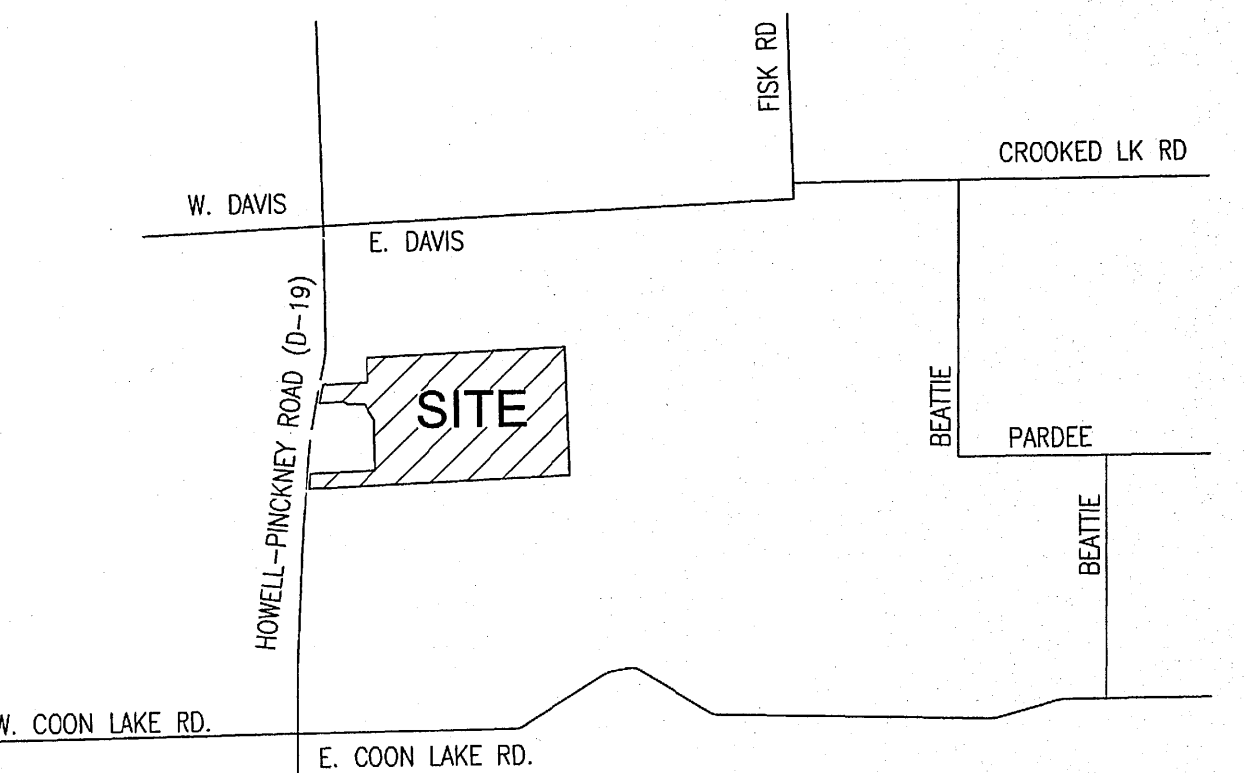 FISK RD
CROOKED LK RD
W. DAVIS
E. DAVIS
HOWELL-PINCKNEY ROAD (D-19)
SITE
BEATTIE
PARDEE
BEATTIE
W. COON LAKE RD.
E. COON LAKE RD.